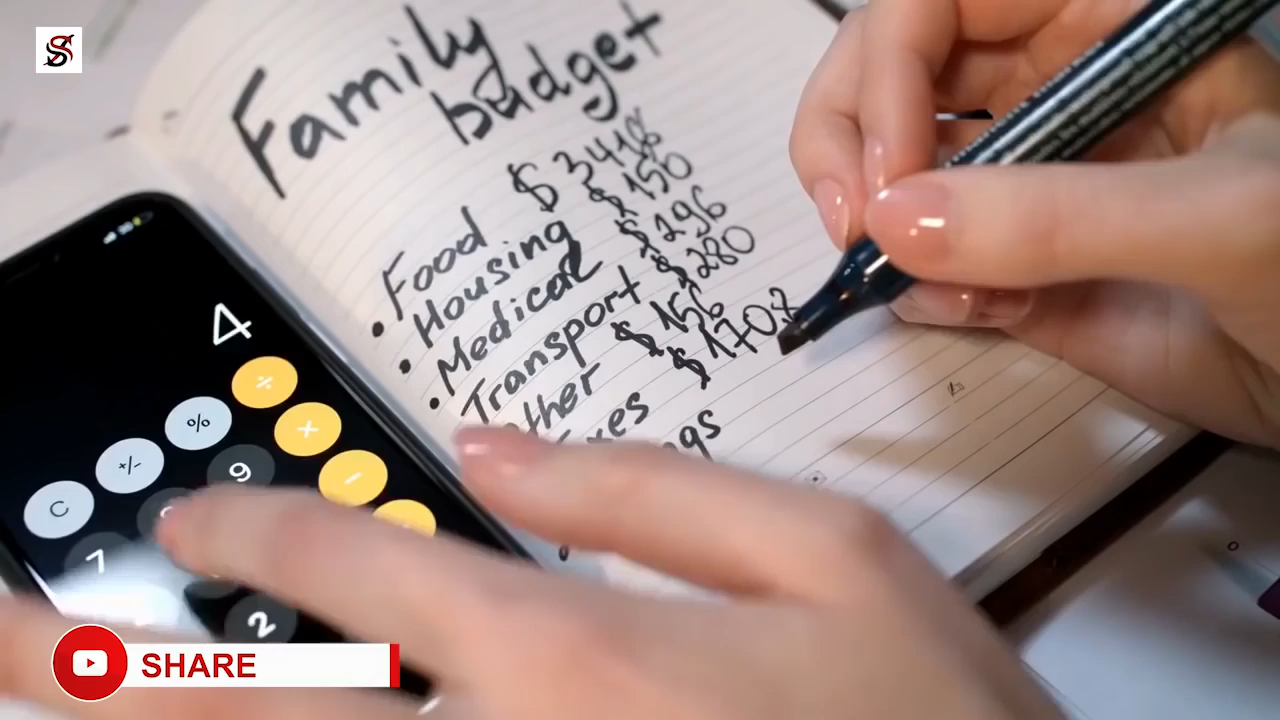 Family
budget
Food $ 3418
• Housing $ 150
• Medical $ 296
• Transport $ 280
other $ 156
$ 1708
4
÷
%
×
+/-
9
−
C
7
2
SHARE